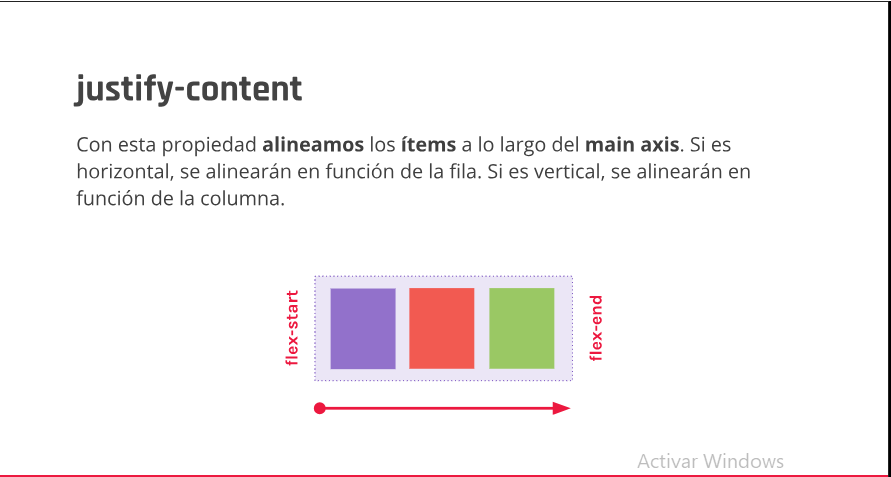 justify-content
Con esta propiedad alineamos los ítems a lo largo del main axis. Si es
horizontal, se alinearán en función de la fila. Si es vertical, se alinearán en
función de la columna.
flex-start
flex-end
Activar Windows